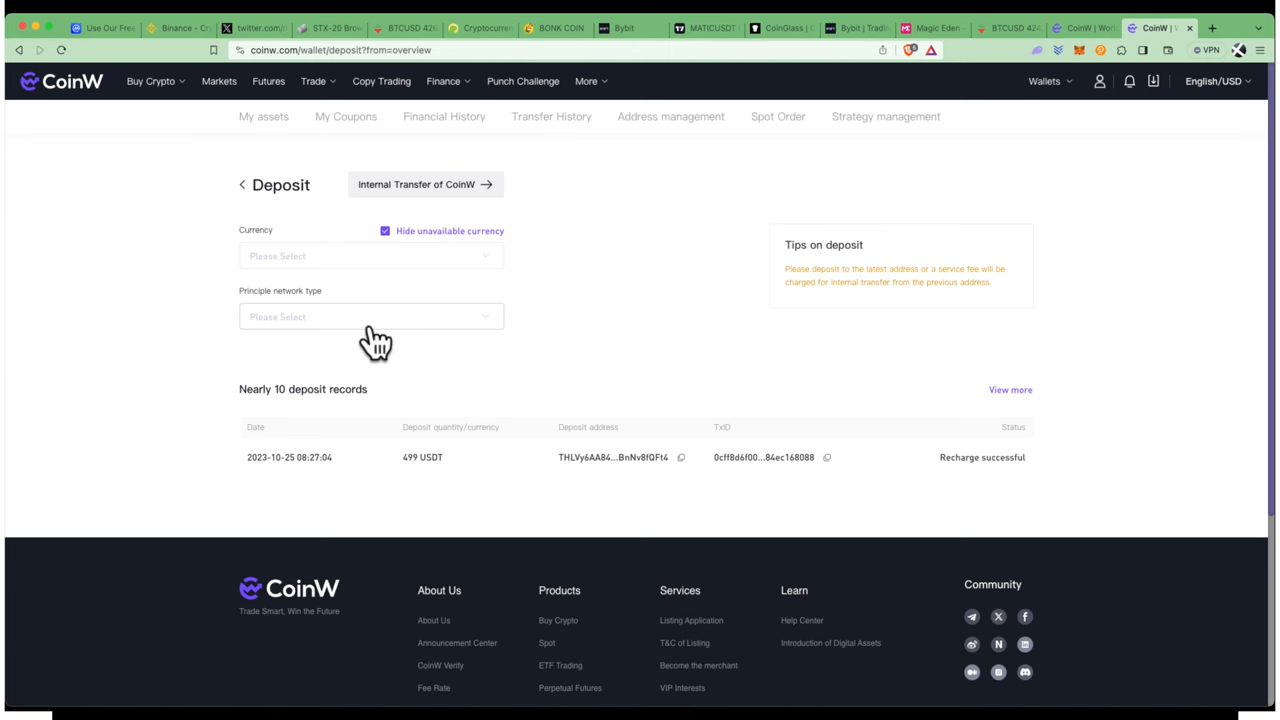 Use Our Free
Binance - Cry
twitter.com/
STX-20 Brow
BTCUSD 426
Cryptocurren
BONK COIN
Bybit
MATICUSDT
CoinGlass | C
Bybit | Tradin
Magic Eden -
BTCUSD 426
CoinW | Worl
CoinW | W
coinw.com/wallet/deposit?from=overview
VPN
CoinW
Buy Crypto
Markets
Futures
Trade
Copy Trading
Finance
Punch Challenge
More
Wallets
English/USD
My assets
My Coupons
Financial History
Transfer History
Address management
Spot Order
Strategy management
Deposit
Internal Transfer of CoinW
Currency
Hide unavailable currency
Please Select
Principle network type
Please Select
Tips on deposit
Please deposit to the latest address or a service fee will be
charged for internal transfer from the previous address.
Nearly 10 deposit records
View more
Date
Deposit quantity/currency
Deposit address
TxID
Status
2023-10-25 08:27:04
499 USDT
THLVy6AA84...BnNv8fQFt4
0cff8d6f00...84ec168088
Recharge successful
CoinW
Trade Smart, Win the Future
About Us
About Us
Announcement Center
CoinW Verify
Fee Rate
Products
Buy Crypto
Spot
ETF Trading
Perpetual Futures
Services
Listing Application
T&C of Listing
Become the merchant
VIP Interests
Learn
Help Center
Introduction of Digital Assets
Community